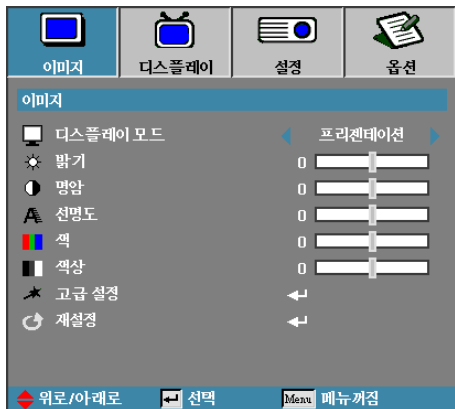 이미지 디스플레이 설정 옵션
이미지
디스플레이 모드 프리젠테이션
밝기 0
명암 0
선명도 0
색 0
색상 0
고급 설정
재설정
위로/아래로 선택 Menu 메뉴 꺼짐